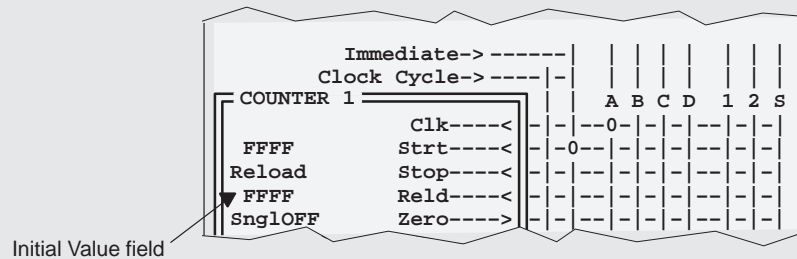 Immediate-> ------| | | | | | | |
Clock Cycle->----|-| | | | | | | |
COUNTER 1 | | A B C D 1 2 S
Clk----< -|-|--0-|-|-|--|-|-|
FFFF Strt----< -|-0--|-|-|-|--|-|-|
Reload Stop----< -|-|--|-|-|-|--|-|-|
FFFF Reld----< -|-|--|-|-|-|--|-|-|
SnglOFF Zero----> -|-|--|-|-|-|--|-|-|
Initial Value field